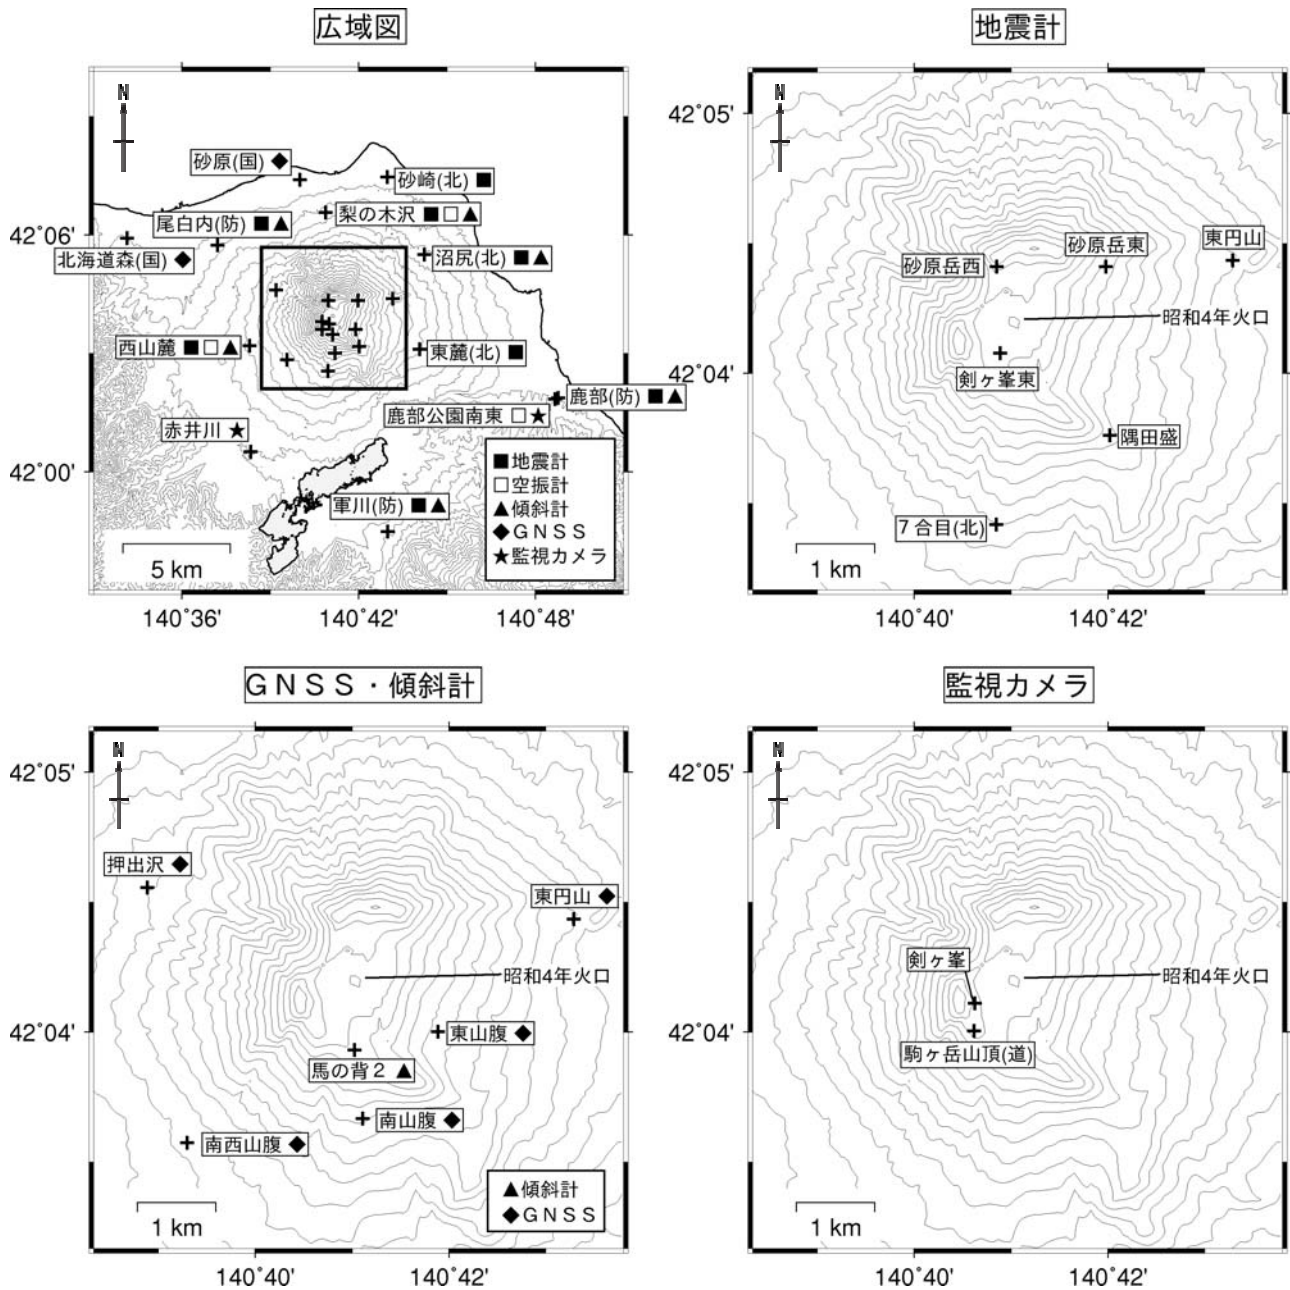 広域図
N
砂原(国) ◆
砂崎(北) ■
尾白内(防) ■▲
梨の木沢 ■□▲
42°06'
北海道森(国) ◆
沼尻(北) ■▲
西山麓 ■□▲
東麓(北) ■
鹿部(防) ■▲
鹿部公園南東 □★
赤井川 ★
42°00'
軍川(防) ■▲
■地震計
□空振計
▲傾斜計
◆GNSS
★監視カメラ
5 km
140°36'
140°42'
140°48'
地震計
N
42°05'
東円山
砂原岳東
砂原岳西
昭和4年火口
42°04'
剣ヶ峯東
隅田盛
7合目(北)
1 km
140°40'
140°42'
GNSS・傾斜計
N
42°05'
押出沢 ◆
東円山 ◆
昭和4年火口
42°04'
東山腹 ◆
馬の背2 ▲
南山腹 ◆
南西山腹 ◆
▲傾斜計
◆GNSS
1 km
140°40'
140°42'
監視カメラ
N
42°05'
剣ヶ峯
昭和4年火口
42°04'
駒ヶ岳山頂(道)
1 km
140°40'
140°42'